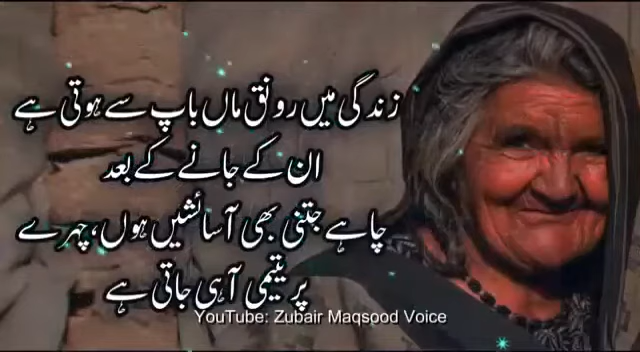 زندگی میں رونق ماں باپ سے ہوتی ہے
ان کے جانے کے بعد
چاہے جتنی بھی آسائشیں ہوں، چہرے
پر یتیمی آہی جاتی ہے
YouTube: Zubair Maqsood Voice